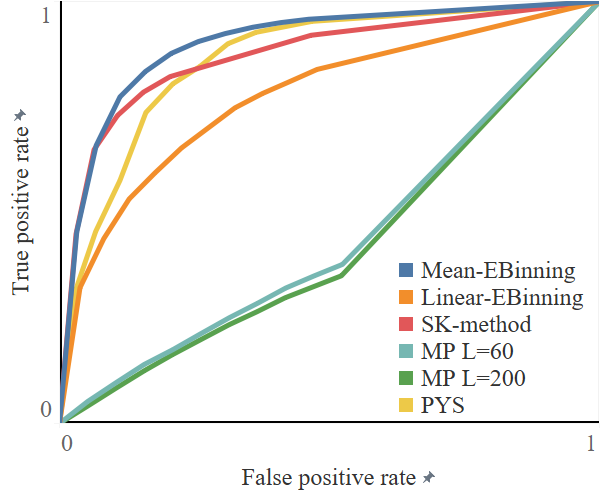 1
True positive rate
0
0
1
False positive rate
Mean-EBinning
Linear-EBinning
SK-method
MP L=60
MP L=200
PYS